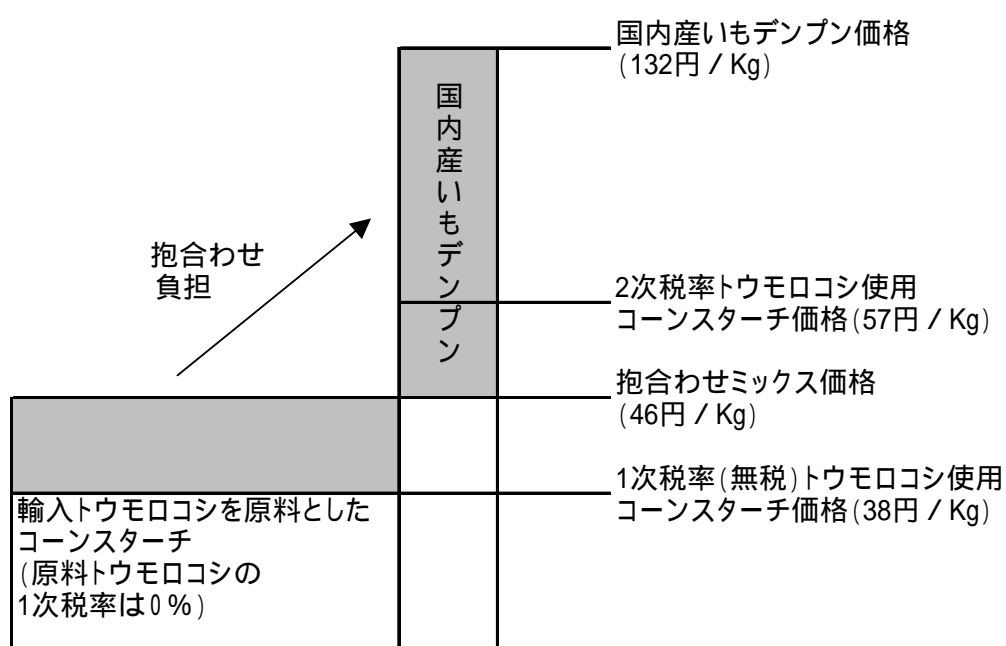 国内産いもデンプン価格
(132円/Kg)
国内産いもデンプン
抱合わせ
負担
2次税率トウモロコシ使用
コーンスターチ価格(57円/Kg)
抱合わせミックス価格
(46円/Kg)
1次税率(無税)トウモロコシ使用
コーンスターチ価格(38円/Kg)
輸入トウモロコシを原料とした
コーンスターチ
(原料トウモロコシの
1次税率は0%)